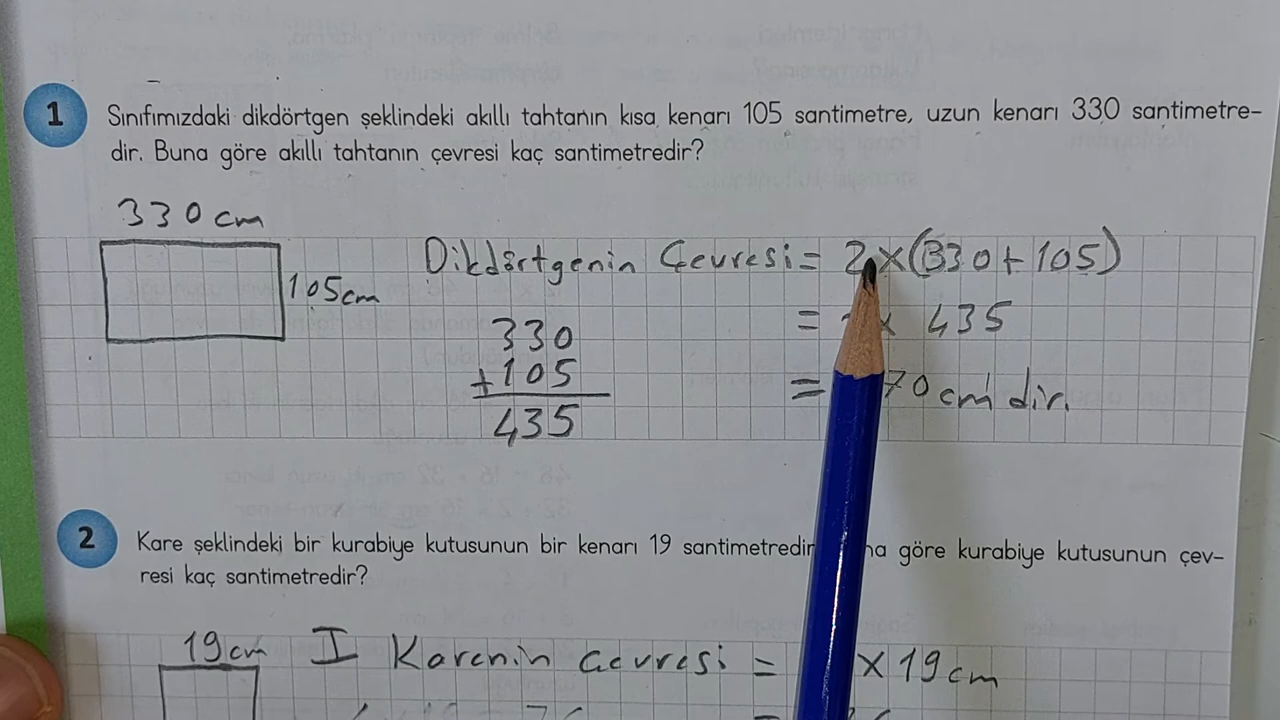 1
Sınıfımızdaki dikdörtgen şeklindeki akıllı tahtanın kısa kenarı 105 santimetre, uzun kenarı 330 santimetre-
dir. Buna göre akıllı tahtanın çevresi kaç santimetredir?
330 cm
Dikdörtgenin Çevresi = 2x(330+105)
105cm
= x 435
330
+105
435
= 70 cm'dir.
2
Kare şeklindeki bir kurabiye kutusunun bir kenarı 19 santimetredir göre kurabiye kutusunun çev-
resi kaç santimetredir?
19cm
I Karenin Çevresi = x 19 cm